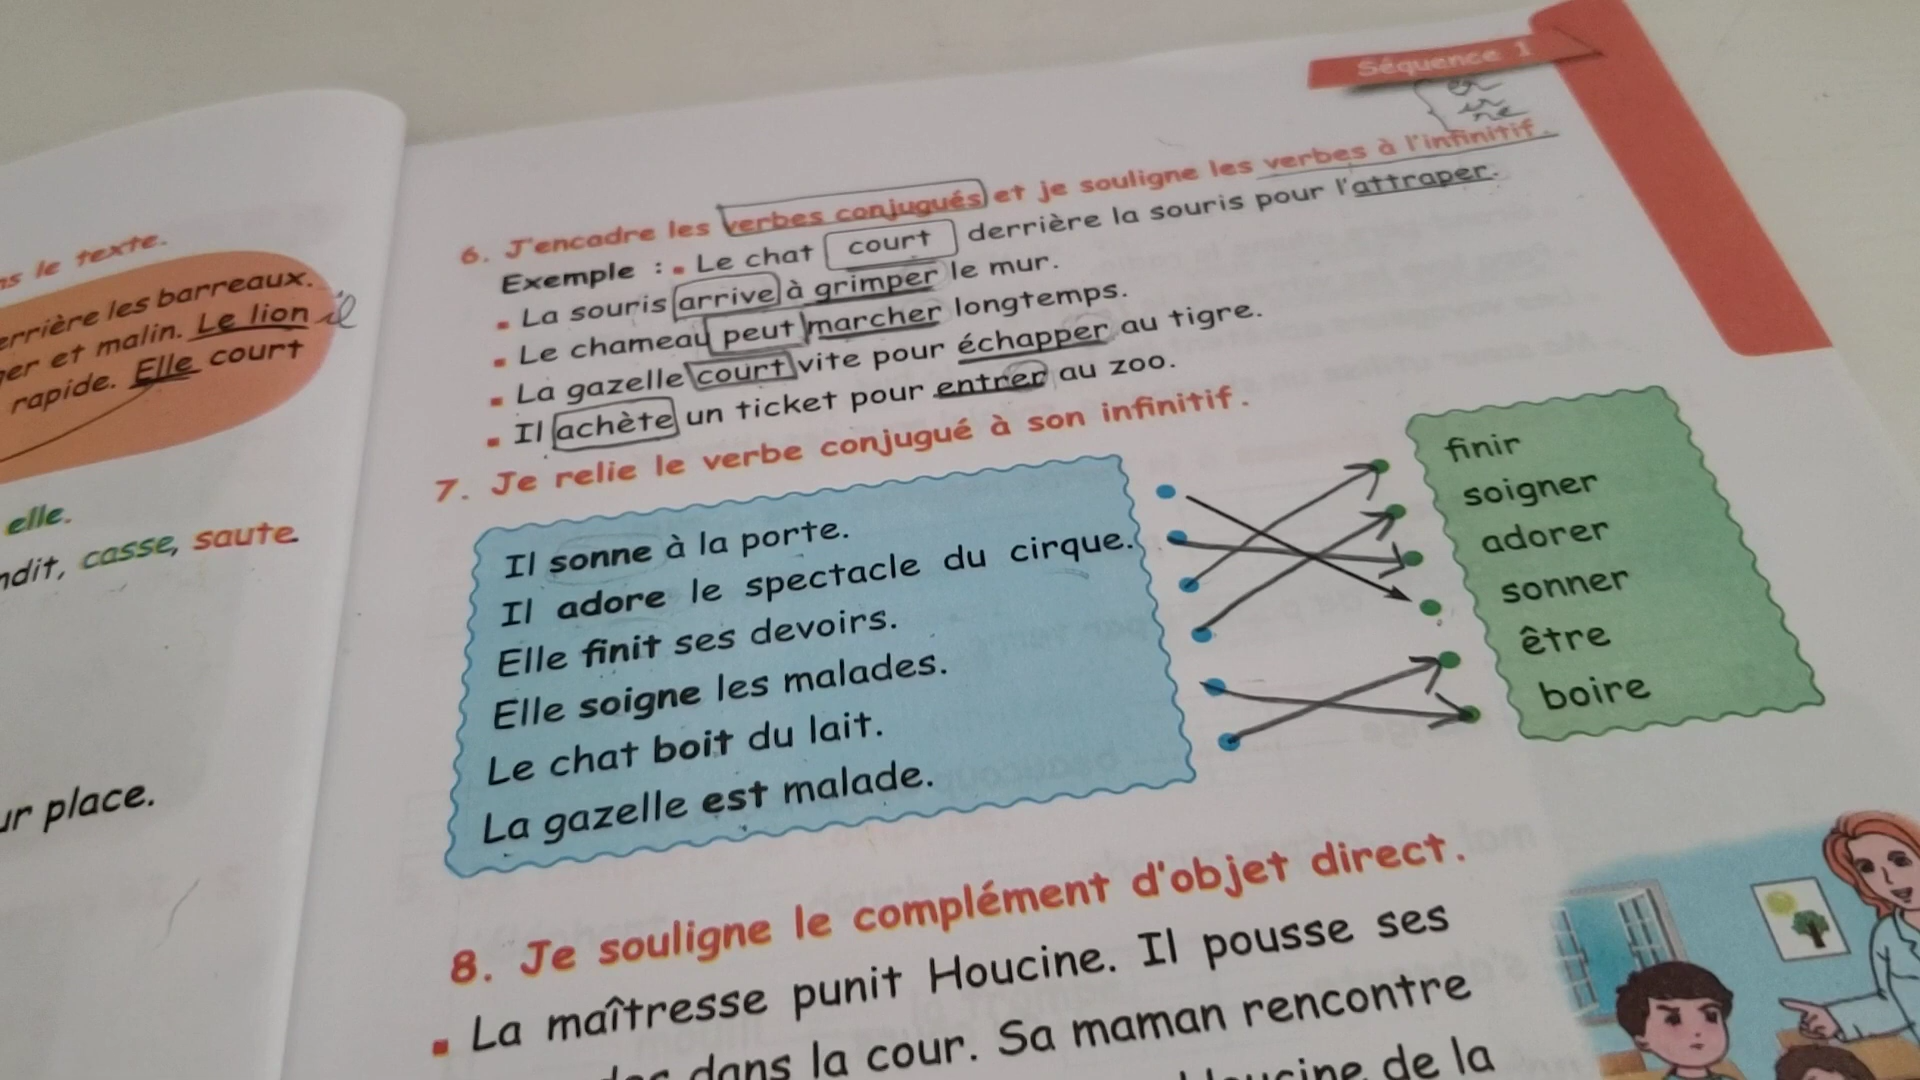 Séquence 1
er
ir
re
6. J'encadre les verbes conjugués et je souligne les verbes à l'infinitif.
Exemple : ▪ Le chat court derrière la souris pour l'attraper.
▪ La souris arrive à grimper le mur.
▪ Le chameau peut marcher longtemps.
▪ La gazelle court vite pour échapper au tigre.
▪ Il achète un ticket pour entrer au zoo.
7. Je relie le verbe conjugué à son infinitif.
Il sonne à la porte.
Il adore le spectacle du cirque.
Elle finit ses devoirs.
Elle soigne les malades.
Le chat boit du lait.
La gazelle est malade.
finir
soigner
adorer
sonner
être
boire
8. Je souligne le complément d'objet direct.
▪ La maîtresse punit Houcine. Il pousse ses
dans la cour. Sa maman rencontre
de la
le texte.
les barreaux.
et malin. Le lion il
rapide. Elle court
elle.
casse, saute
place.